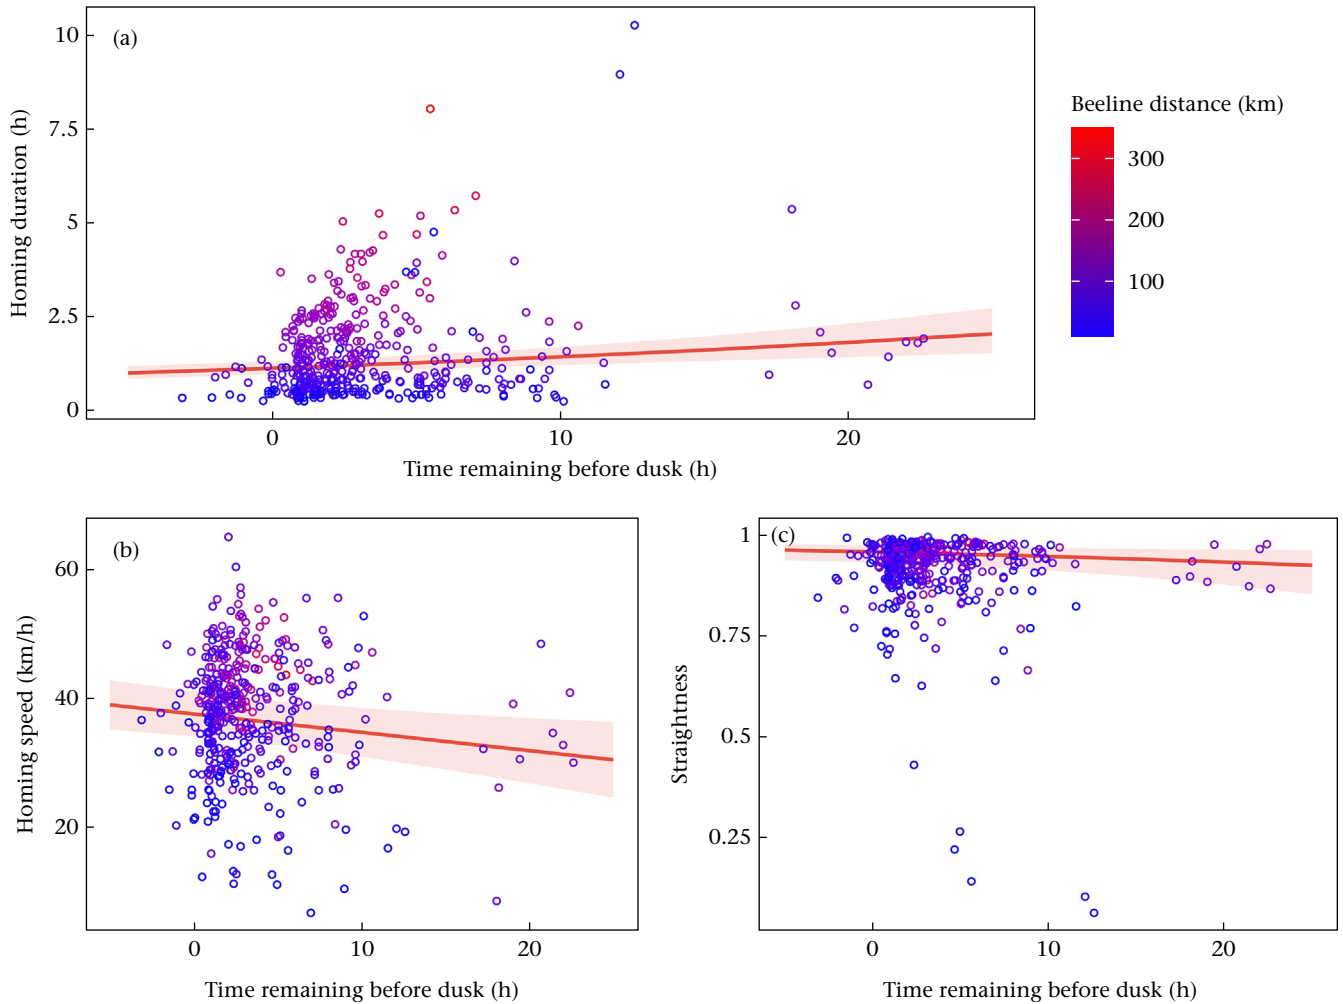 (a)
10
7.5
5
2.5
0
Homing duration (h)
0 10 20
Time remaining before dusk (h)
Beeline distance (km)
300
200
100
(b)
60
40
20
Homing speed (km/h)
0 10 20
Time remaining before dusk (h)
(c)
1
0.75
0.5
0.25
Straightness
0 10 20
Time remaining before dusk (h)